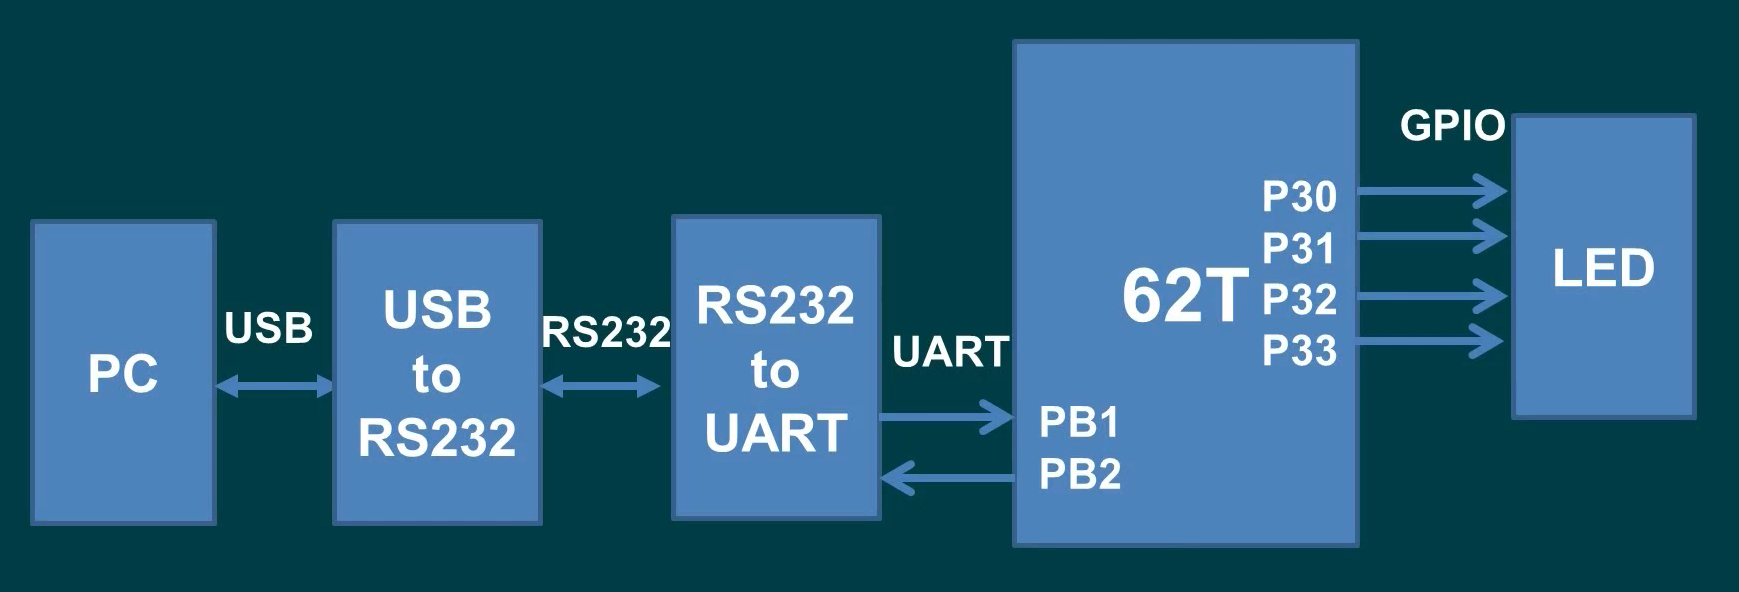 PC
USB
USB
to
RS232
RS232
RS232
to
UART
UART
62T
PB1
PB2
P30
P31
P32
P33
GPIO
LED